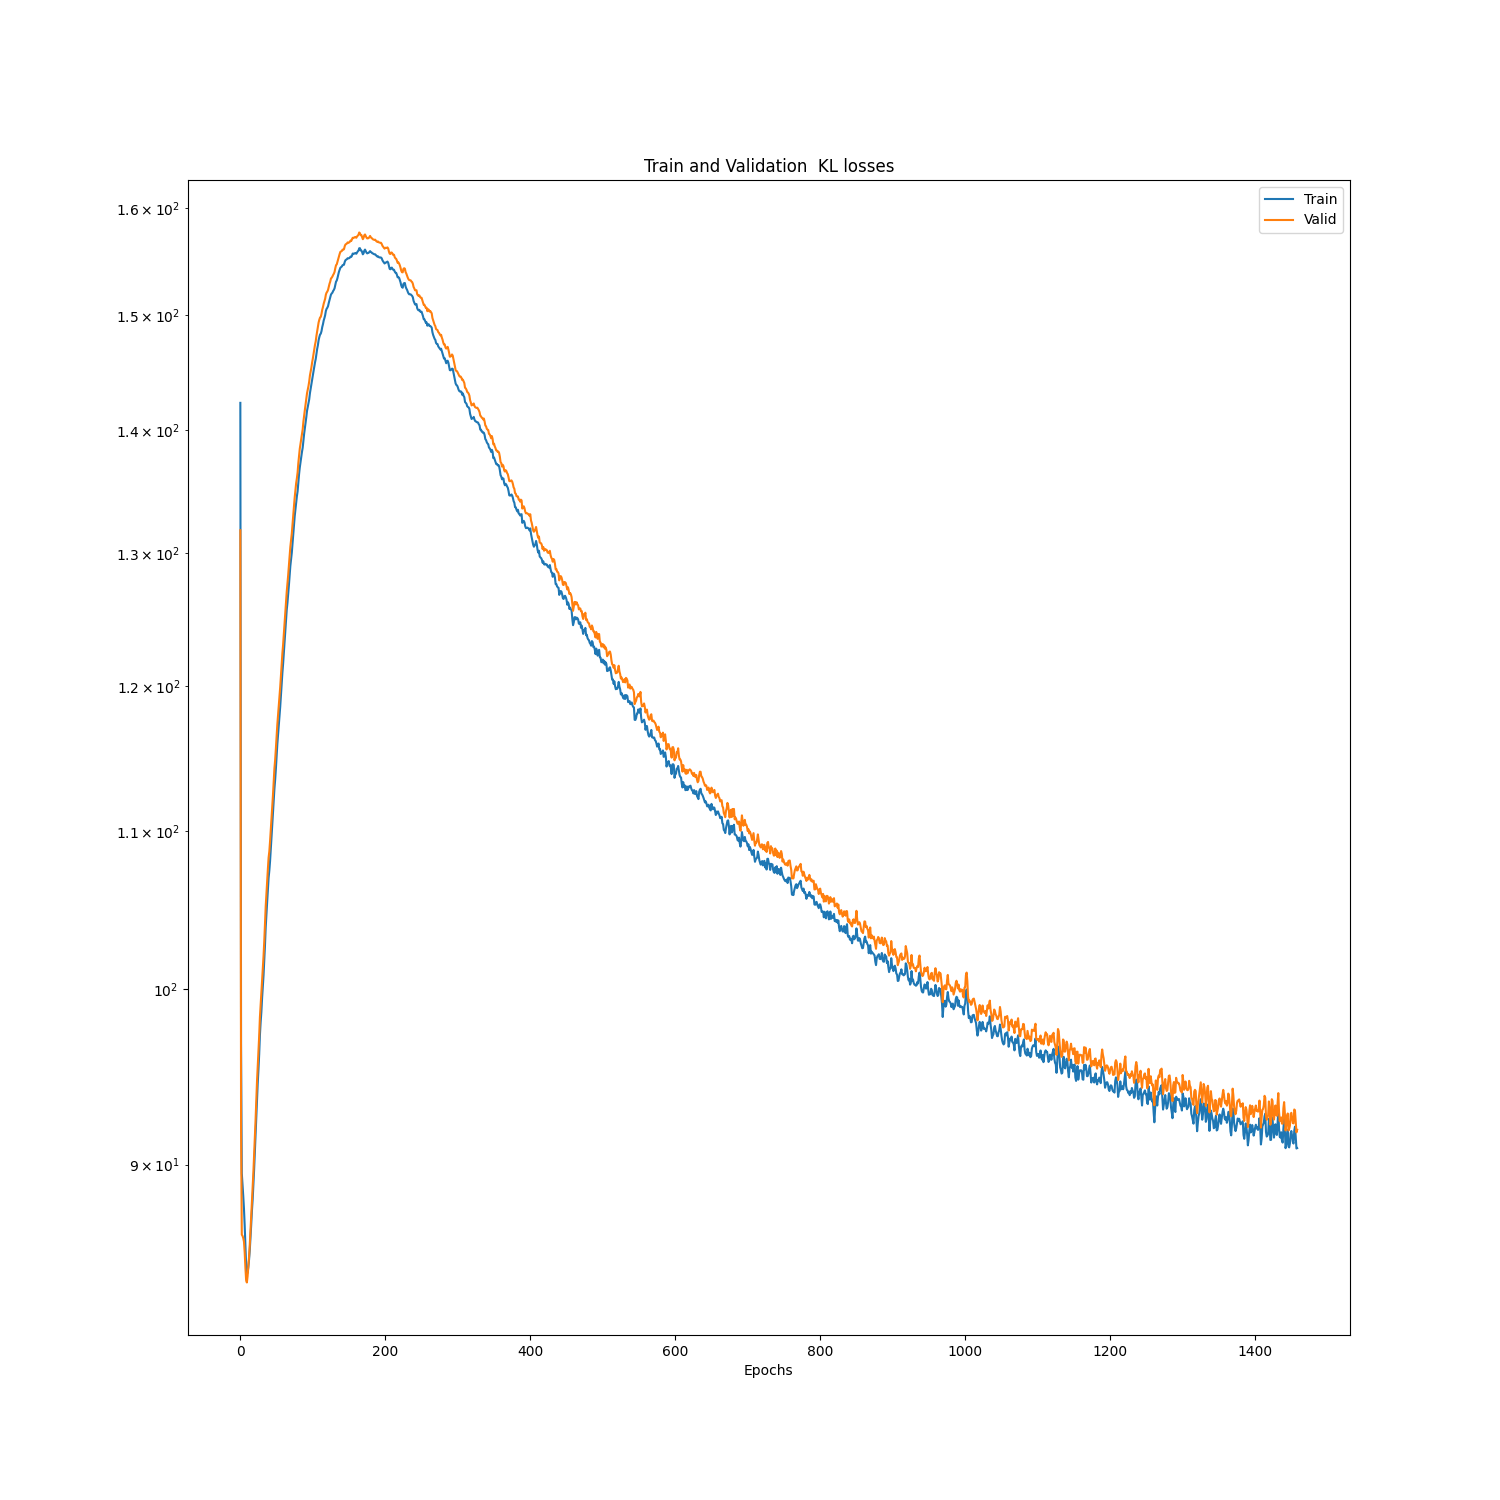 Train and Validation  KL losses
Train
Valid
1.6 × 10²
1.5 × 10²
1.4 × 10²
1.3 × 10²
1.2 × 10²
1.1 × 10²
10²
9 × 10¹
0 200 400 600 800 1000 1200 1400
Epochs